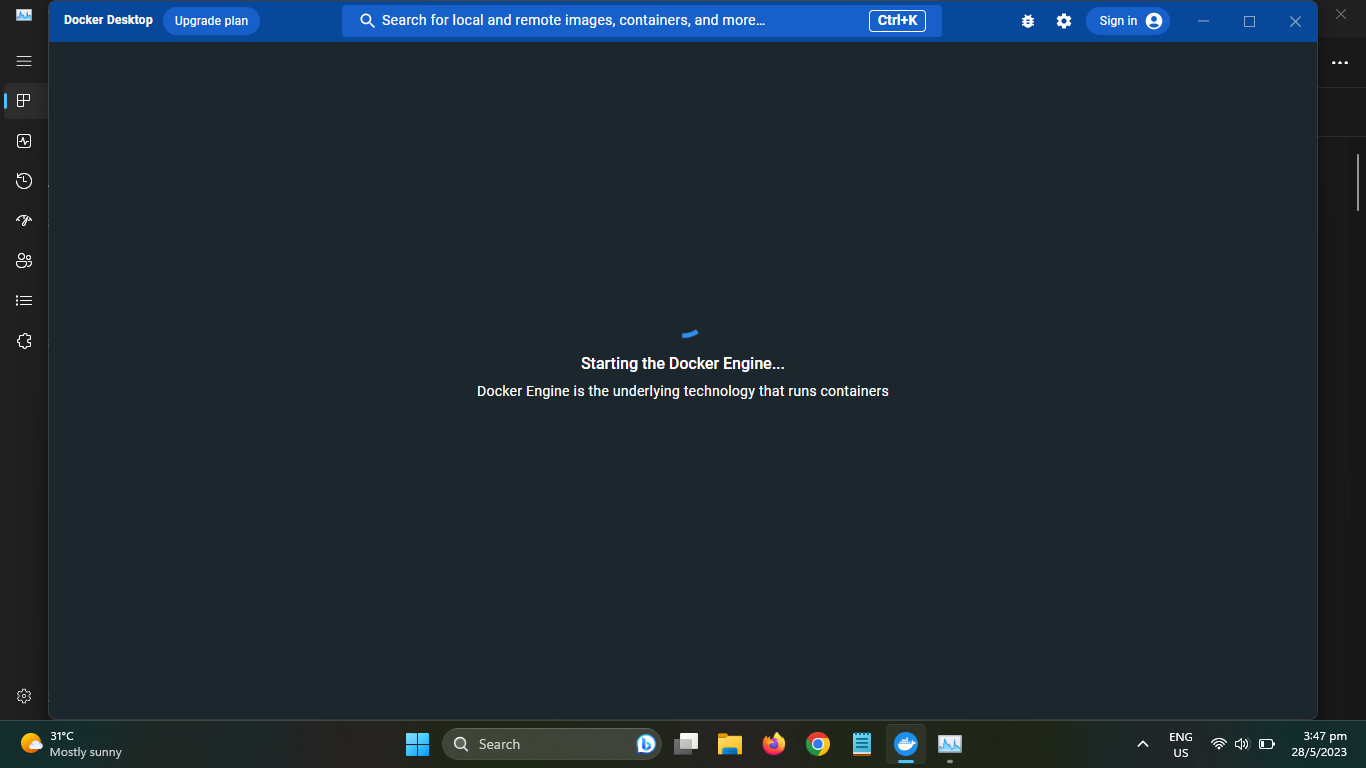 Docker Desktop
Upgrade plan
Search for local and remote images, containers, and more...
Ctrl+K
Sign in
Starting the Docker Engine...
Docker Engine is the underlying technology that runs containers
31°C
Mostly sunny
Search
ENG
US
3:47 pm
28/5/2023